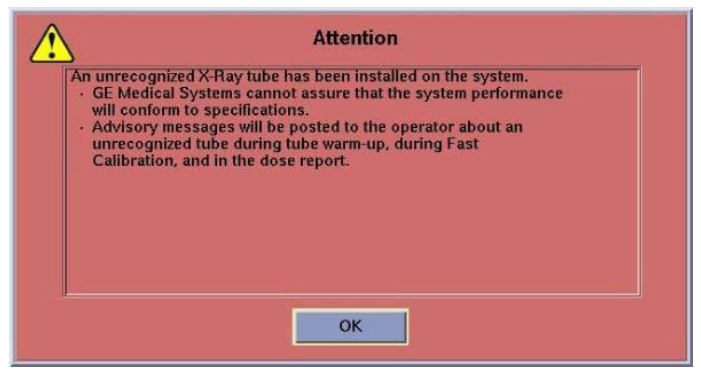 Attention
An unrecognized X-Ray tube has been installed on the system.
· GE Medical Systems cannot assure that the system performance
will conform to specifications.
· Advisory messages will be posted to the operator about an
unrecognized tube during tube warm-up, during Fast
Calibration, and in the dose report.
OK